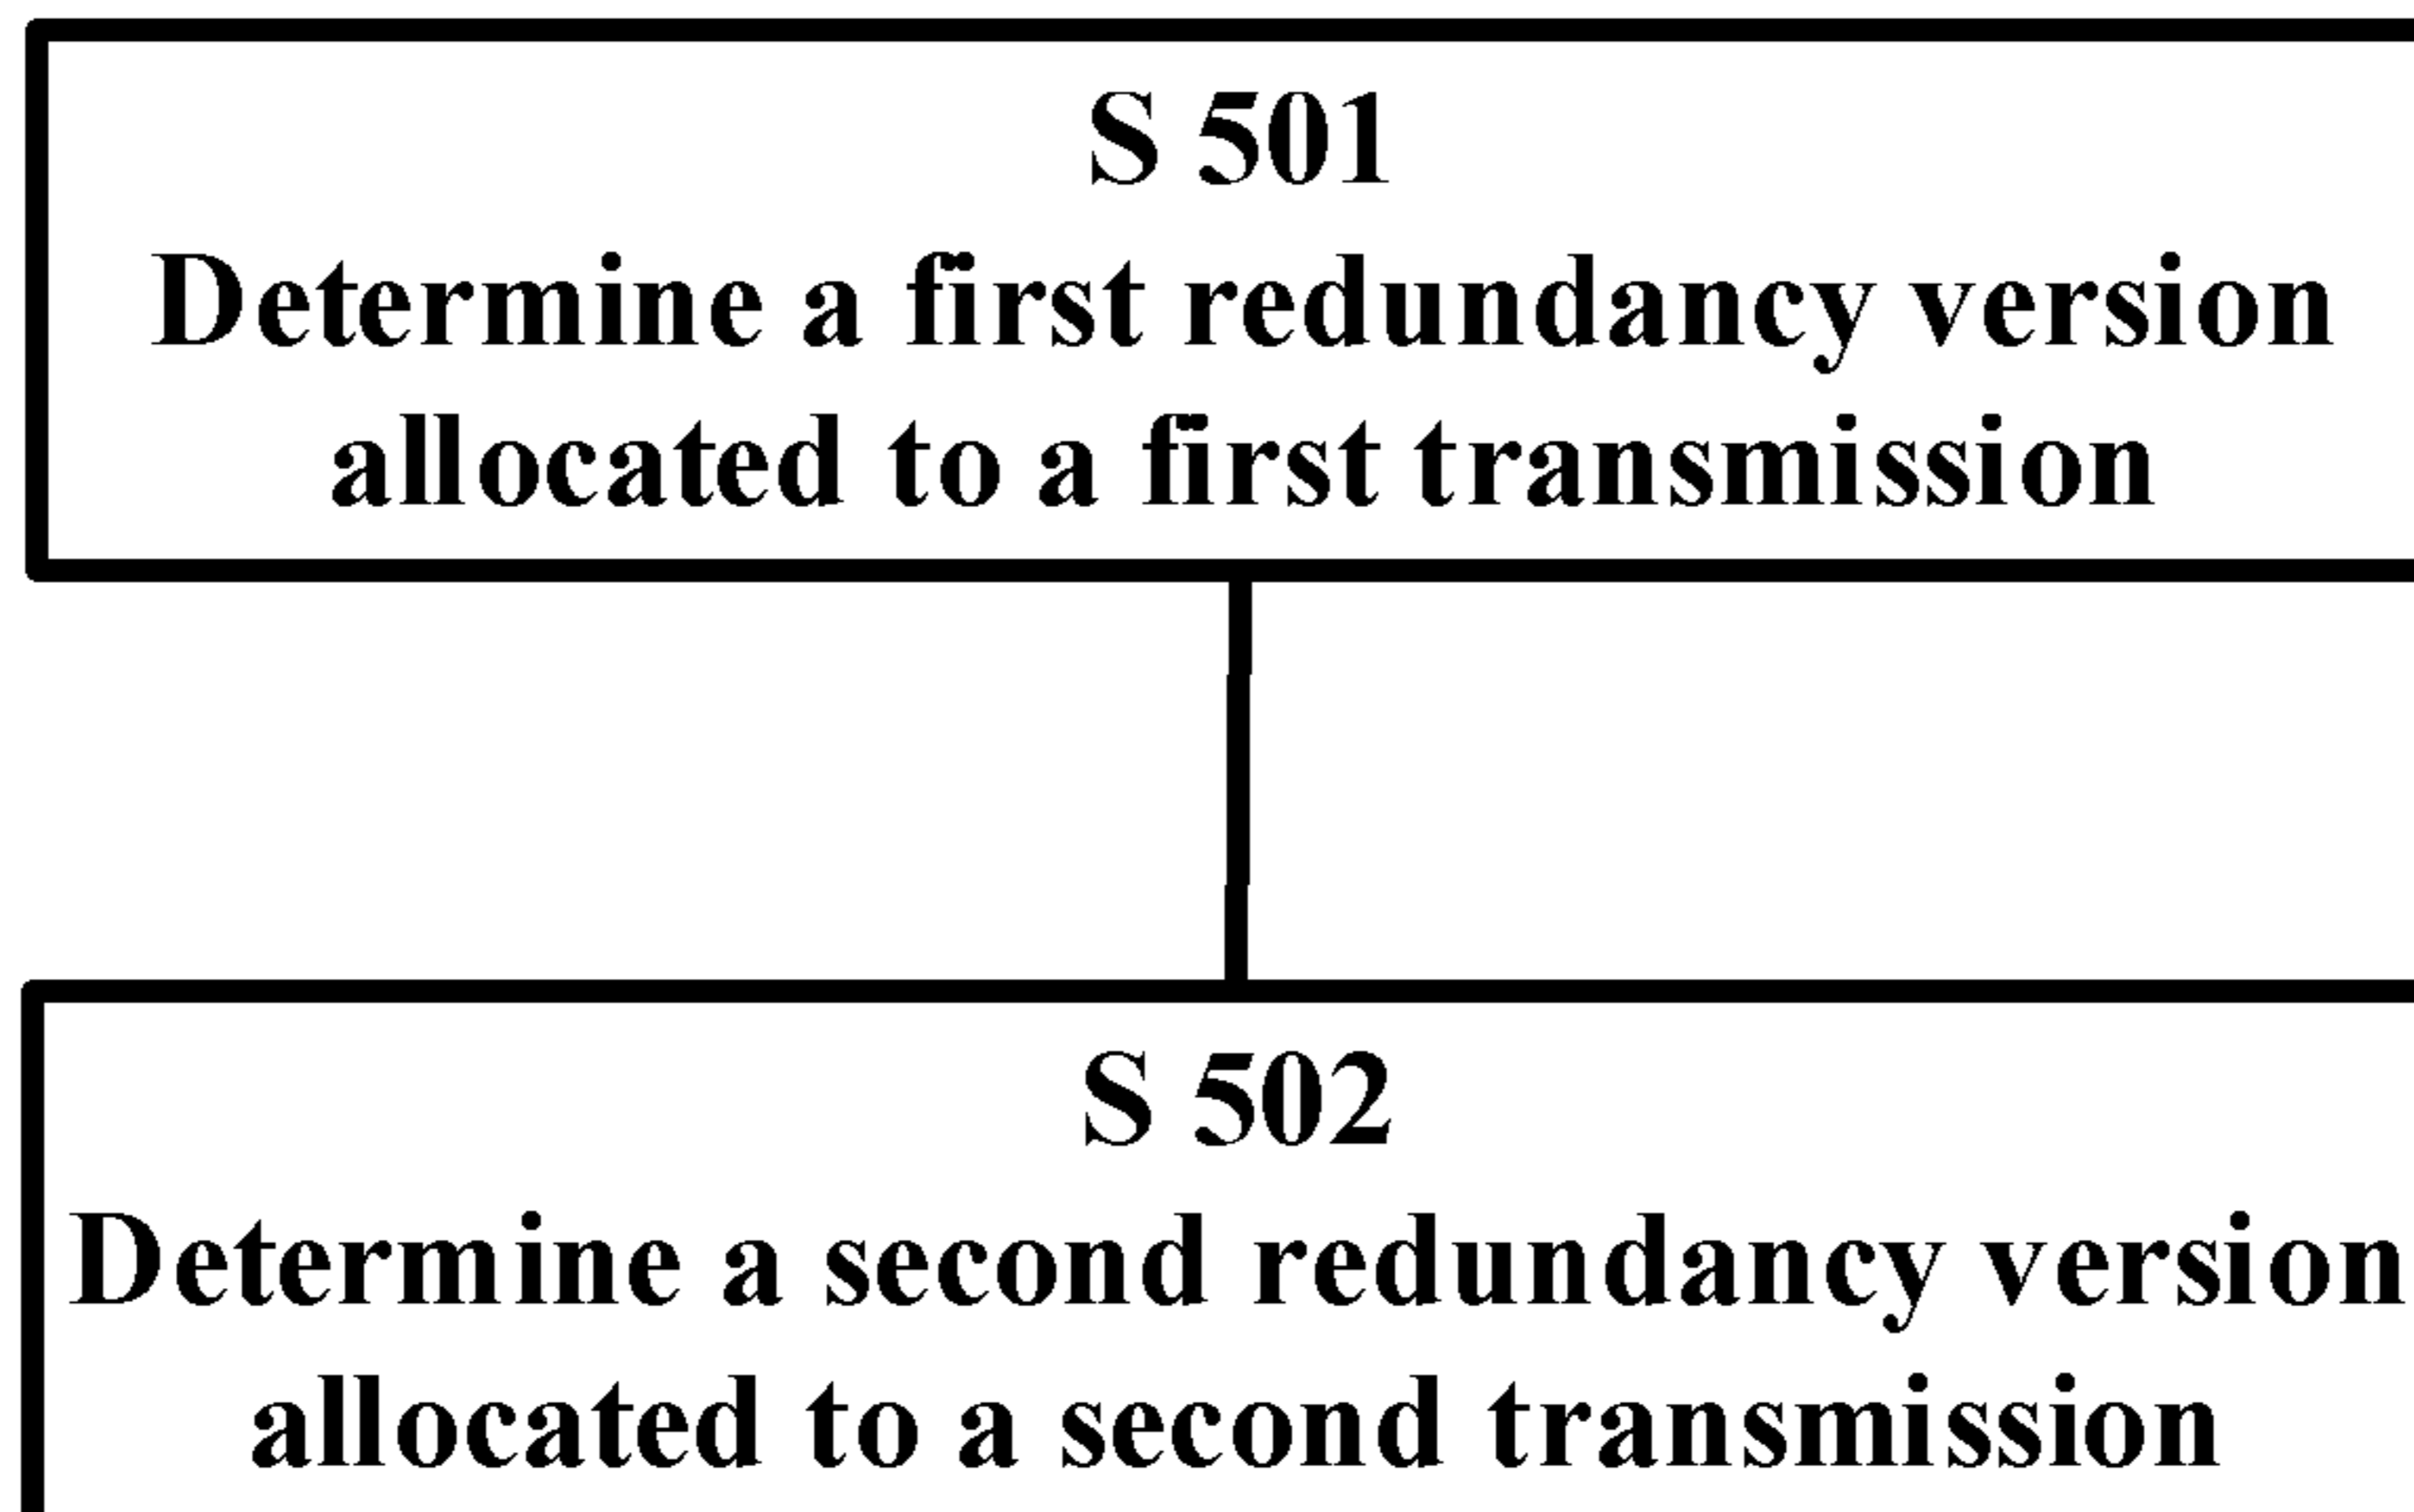 S 501
Determine a first redundancy version
allocated to a first transmission
S 502
Determine a second redundancy version
allocated to a second transmission